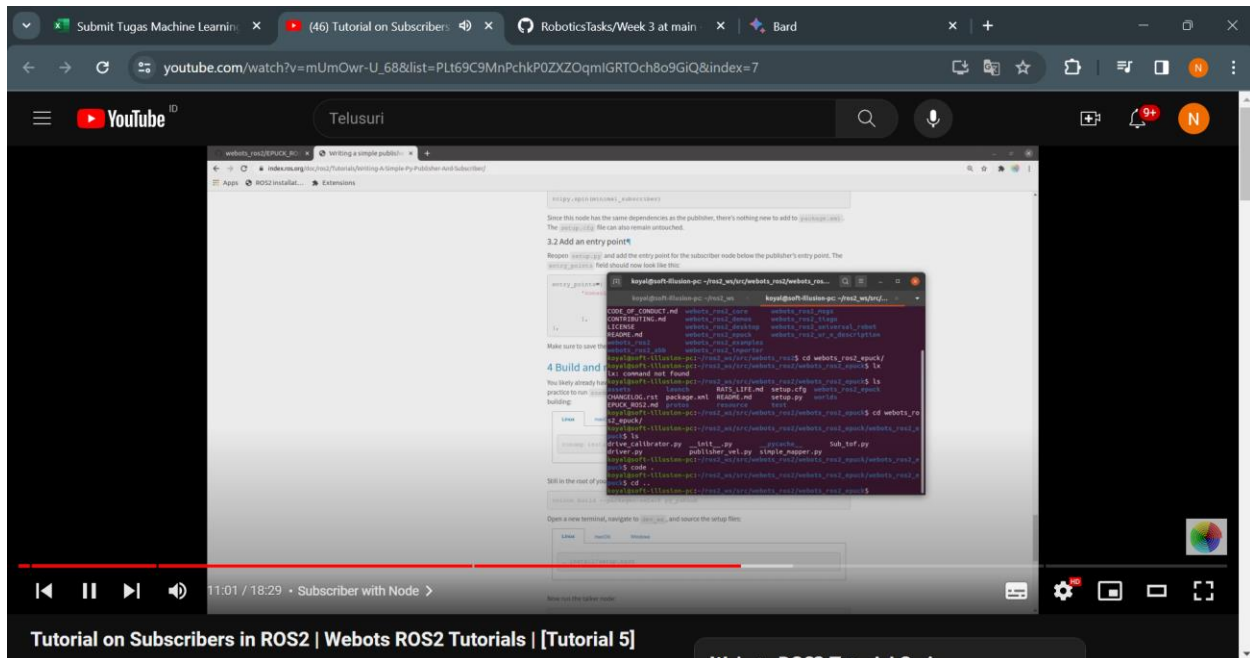 Submit Tugas Machine Learning
(46) Tutorial on Subscribers
RoboticsTasks/Week 3 at main
Bard
youtube.com/watch?v=mUmOwr-U_68&list=PLt69C9MnPchkP0ZXZOqmIGRTOch8o9GiQ&index=7
N
YouTube ID
Telusuri
9+
N
webots_ros2/EPUCK_RO
Writing a simple publish
index.ros.org/doc/ros2/Tutorials/Writing-A-Simple-Py-Publisher-And-Subscriber/
Apps
ROS2 Installat...
Extensions
rclpy.spin(minimal_subscriber)
Since this node has the same dependencies as the publisher, there's nothing new to add to package.xml.
The setup.cfg file can also remain untouched.
3.2 Add an entry point¶
Reopen setup.py and add the entry point for the subscriber node below the publisher's entry point. The
entry_points field should now look like this:
entry_points=
Make sure to save the
4 Build and
You likely already hav
practice to run
building:
Linux
Still in the root of you
Open a new terminal, navigate to dev_ws, and source the setup files:
Linux macOS Windows
. install/setup.bash
Now run the talker node:
koyal@soft-illusion-pc: ~/ros2_ws/src/webots_ros2/webots_ros...
koyal@soft-illusion-pc: ~/ros2_ws
koyal@soft-illusion-pc: ~/ros2_ws/src/...
CODE_OF_CONDUCT.md webots_ros2_core webots_ros2_msgs
CONTRIBUTING.md webots_ros2_demos webots_ros2_tiago
LICENSE webots_ros2_desktop webots_ros2_universal_robot
README.md webots_ros2_epuck webots_ros2_ur_e_description
webots_ros2 webots_ros2_examples
webots_ros2_abb webots_ros2_importer
koyal@soft-illusion-pc:~/ros2_ws/src/webots_ros2$ cd webots_ros2_epuck/
koyal@soft-illusion-pc:~/ros2_ws/src/webots_ros2/webots_ros2_epuck$ lx
lx: command not found
koyal@soft-illusion-pc:~/ros2_ws/src/webots_ros2/webots_ros2_epuck$ ls
assets launch RATS_LIFE.md setup.cfg webots_ros2_epuck
CHANGELOG.rst package.xml README.md setup.py worlds
EPUCK_ROS2.md protos resource test
koyal@soft-illusion-pc:~/ros2_ws/src/webots_ros2/webots_ros2_epuck$ cd webots_ro
s2_epuck/
koyal@soft-illusion-pc:~/ros2_ws/src/webots_ros2/webots_ros2_epuck/webots_ros2_e
puck$ ls
drive_calibrator.py __init__.py __pycache__ Sub_tof.py
driver.py publisher_vel.py simple_mapper.py
koyal@soft-illusion-pc:~/ros2_ws/src/webots_ros2/webots_ros2_epuck/webots_ros2_e
puck$ code .
koyal@soft-illusion-pc:~/ros2_ws/src/webots_ros2/webots_ros2_epuck/webots_ros2_e
puck$ cd ..
koyal@soft-illusion-pc:~/ros2_ws/src/webots_ros2/webots_ros2_epuck$
11:01 / 18:29 • Subscriber with Node
HD
Tutorial on Subscribers in ROS2 | Webots ROS2 Tutorials | [Tutorial 5]